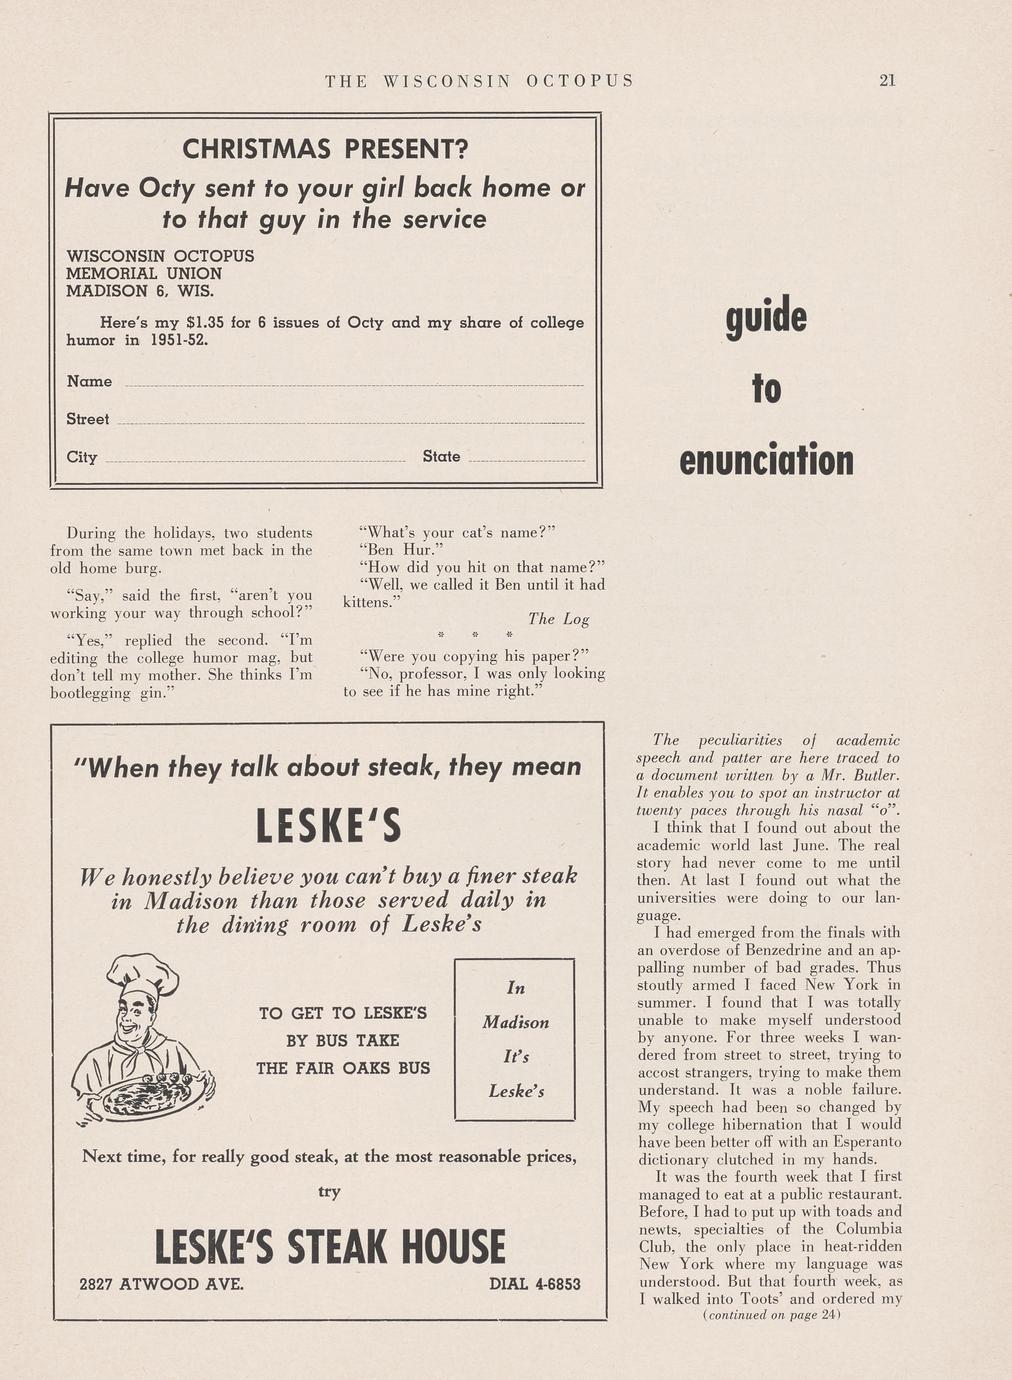 THE WISCONSIN OCTOPUS
21
CHRISTMAS PRESENT?
Have Octy sent to your girl back home or
to that guy in the service
WISCONSIN OCTOPUS
MEMORIAL UNION
MADISON 6, WIS.
Here's my $1.35 for 6 issues of Octy and my share of college
humor in 1951-52.
Name
Street
City State
During the holidays, two students
from the same town met back in the
old home burg.
“Say,” said the first, “aren't you
working your way through school?”
“Yes,” replied the second. “I'm
editing the college humor mag, but
don't tell my mother. She thinks I'm
bootlegging gin.”
“What's your cat's name?”
“Ben Hur.”
“How did you hit on that name?”
“Well, we called it Ben until it had
kittens.”
The Log
* * *
“Were you copying his paper?”
“No, professor, I was only looking
to see if he has mine right.”
"When they talk about steak, they mean
LESKE'S
We honestly believe you can't buy a finer steak
in Madison than those served daily in
the dining room of Leske's
TO GET TO LESKE'S
BY BUS TAKE
THE FAIR OAKS BUS
In
Madison
It's
Leske's
Next time, for really good steak, at the most reasonable prices,
try
LESKE'S STEAK HOUSE
2827 ATWOOD AVE. DIAL 4-6853
guide
to
enunciation
The peculiarities of academic
speech and patter are here traced to
a document written by a Mr. Butler.
It enables you to spot an instructor at
twenty paces through his nasal “o”.
I think that I found out about the
academic world last June. The real
story had never come to me until
then. At last I found out what the
universities were doing to our lan-
guage.
I had emerged from the finals with
an overdose of Benzedrine and an ap-
palling number of bad grades. Thus
stoutly armed I faced New York in
summer. I found that I was totally
unable to make myself understood
by anyone. For three weeks I wan-
dered from street to street, trying to
accost strangers, trying to make them
understand. It was a noble failure.
My speech had been so changed by
my college hibernation that I would
have been better off with an Esperanto
dictionary clutched in my hands.
It was the fourth week that I first
managed to eat at a public restaurant.
Before, I had to put up with toads and
newts, specialties of the Columbia
Club, the only place in heat-ridden
New York where my language was
understood. But that fourth week, as
I walked into Toots' and ordered my
(continued on page 24)